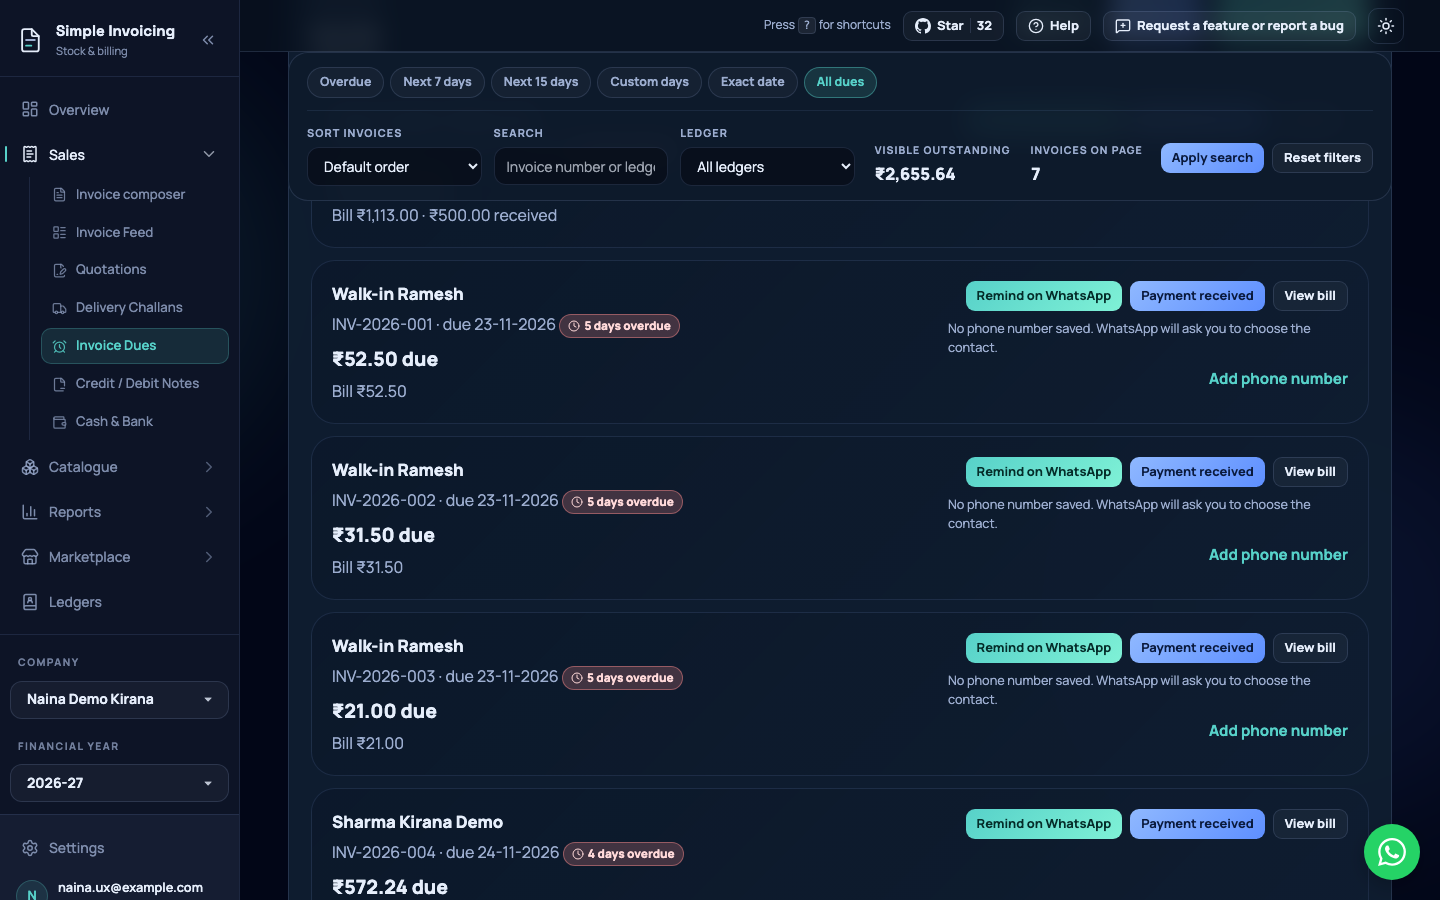 Simple Invoicing
Stock & billing
Overview
Sales
Invoice composer
Invoice Feed
Quotations
Delivery Challans
Invoice Dues
Credit / Debit Notes
Cash & Bank
Catalogue
Reports
Marketplace
Ledgers
COMPANY
Naina Demo Kirana
FINANCIAL YEAR
2026-27
Settings
N
naina.ux@example.com
Press ? for shortcuts
Star 32
Help
Request a feature or report a bug
Overdue
Next 7 days
Next 15 days
Custom days
Exact date
All dues
SORT INVOICES
Default order
SEARCH
Invoice number or ledge
LEDGER
All ledgers
VISIBLE OUTSTANDING
₹2,655.64
INVOICES ON PAGE
7
Apply search
Reset filters
Bill ₹1,113.00 · ₹500.00 received
Walk-in Ramesh
INV-2026-001 · due 23-11-2026 5 days overdue
₹52.50 due
Bill ₹52.50
Remind on WhatsApp
Payment received
View bill
No phone number saved. WhatsApp will ask you to choose the
contact.
Add phone number
Walk-in Ramesh
INV-2026-002 · due 23-11-2026 5 days overdue
₹31.50 due
Bill ₹31.50
Remind on WhatsApp
Payment received
View bill
No phone number saved. WhatsApp will ask you to choose the
contact.
Add phone number
Walk-in Ramesh
INV-2026-003 · due 23-11-2026 5 days overdue
₹21.00 due
Bill ₹21.00
Remind on WhatsApp
Payment received
View bill
No phone number saved. WhatsApp will ask you to choose the
contact.
Add phone number
Sharma Kirana Demo
INV-2026-004 · due 24-11-2026 4 days overdue
₹572.24 due
Remind on WhatsApp
Payment received
View bill